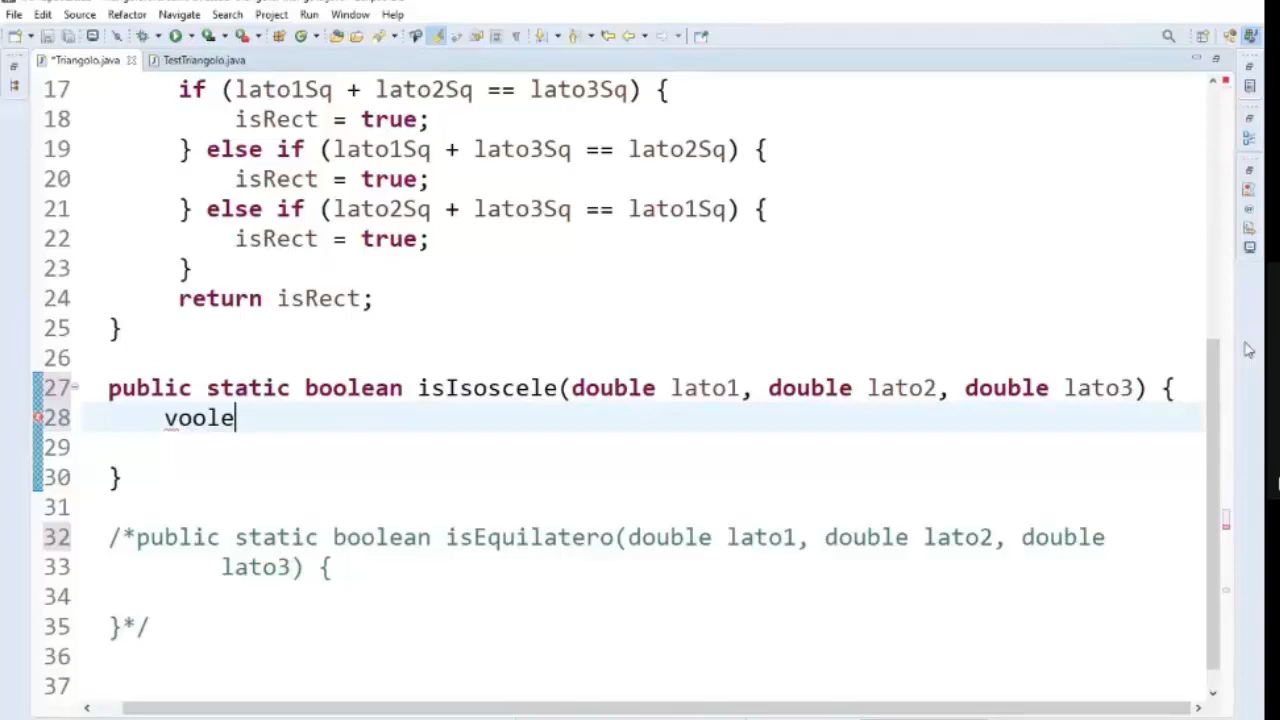 File Edit Source Refactor Navigate Search Project Run Window Help
*Triangolo.java TestTriangolo.java
17 if (lato1Sq + lato2Sq == lato3Sq) {
18 isRect = true;
19 } else if (lato1Sq + lato3Sq == lato2Sq) {
20 isRect = true;
21 } else if (lato2Sq + lato3Sq == lato1Sq) {
22 isRect = true;
23 }
24 return isRect;
25 }
26
27 public static boolean isIsoscele(double lato1, double lato2, double lato3) {
28 voole
29
30 }
31
32 /*public static boolean isEquilatero(double lato1, double lato2, double
33 lato3) {
34
35 }*/
36
37